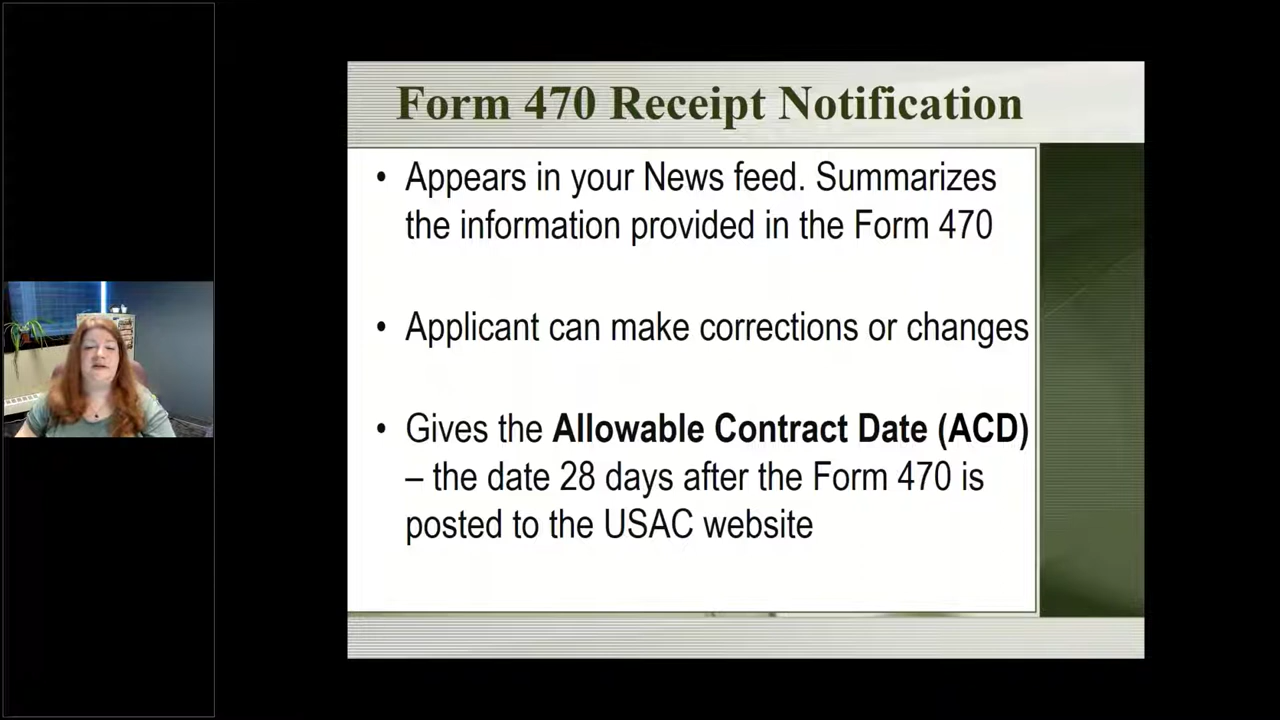 Form 470 Receipt Notification
• Appears in your News feed. Summarizes
the information provided in the Form 470
• Applicant can make corrections or changes
• Gives the Allowable Contract Date (ACD)
– the date 28 days after the Form 470 is
posted to the USAC website